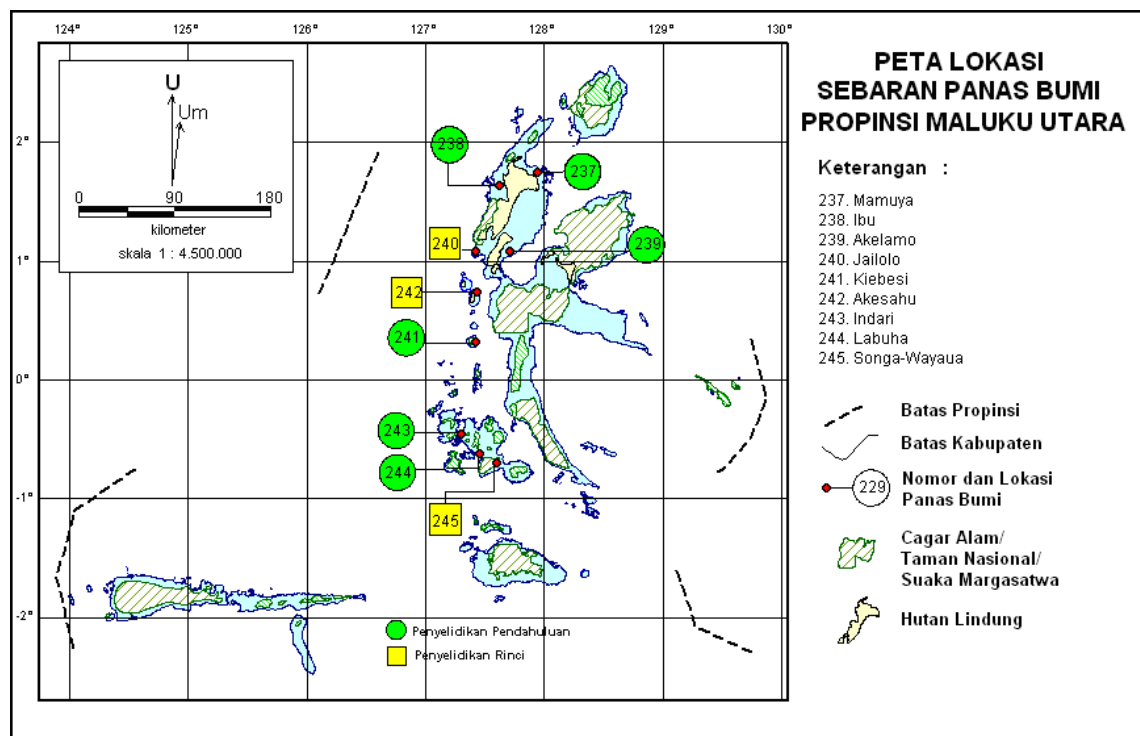 124°
125°
126°
127°
128°
129°
130°
U
Um
0
90
180
kilometer
skala 1 : 4.500.000
2°
1°
0°
-1°
-2°
238
237
240
239
242
241
243
244
245
Penyelidikan Pendahuluan
Penyelidikan Rinci
PETA LOKASI
SEBARAN PANAS BUMI
PROPINSI MALUKU UTARA
Keterangan :
237. Mamuya
238. Ibu
239. Akelamo
240. Jailolo
241. Kiebesi
242. Akesahu
243. Indari
244. Labuha
245. Songa-Wayaua
Batas Propinsi
Batas Kabupaten
229
Nomor dan Lokasi
Panas Bumi
Cagar Alam/
Taman Nasional/
Suaka Margasatwa
Hutan Lindung